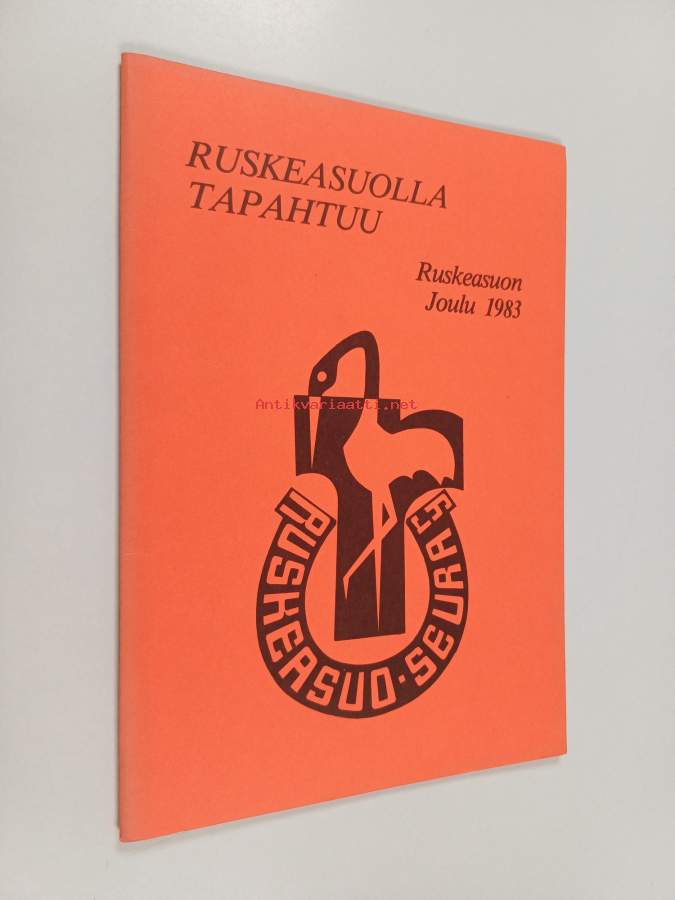 RUSKEASUOLLA
TAPAHTUU
Ruskeasuon
Joulu 1983
Antikvariaatti.net
RUSKEASUO-SEURA